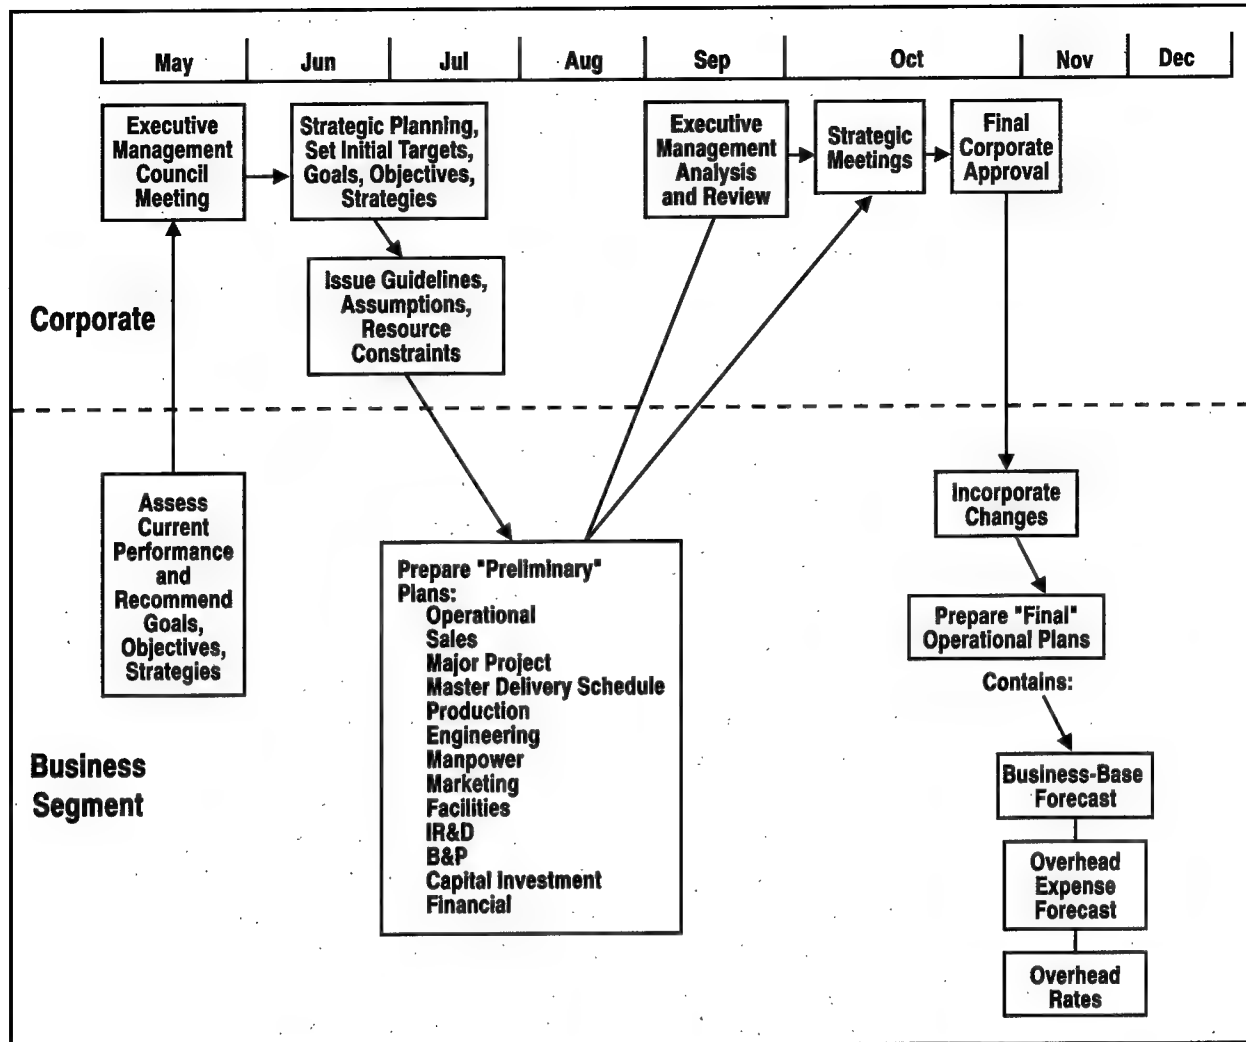 May Jun Jul Aug Sep Oct Nov Dec
Executive
Management
Council
Meeting
Strategic Planning,
Set Initial Targets,
Goals, Objectives,
Strategies
Executive
Management
Analysis
and Review
Strategic
Meetings
Final
Corporate
Approval
Issue Guidelines,
Assumptions,
Resource
Constraints
Corporate
Assess
Current
Performance
and
Recommend
Goals,
Objectives,
Strategies
Prepare "Preliminary"
Plans:
Operational
Sales
Major Project
Master Delivery Schedule
Production
Engineering
Manpower
Marketing
Facilities
IR&D
B&P
Capital Investment
Financial
Incorporate
Changes
Prepare "Final"
Operational Plans
Contains:
Business-Base
Forecast
Overhead
Expense
Forecast
Overhead
Rates
Business
Segment